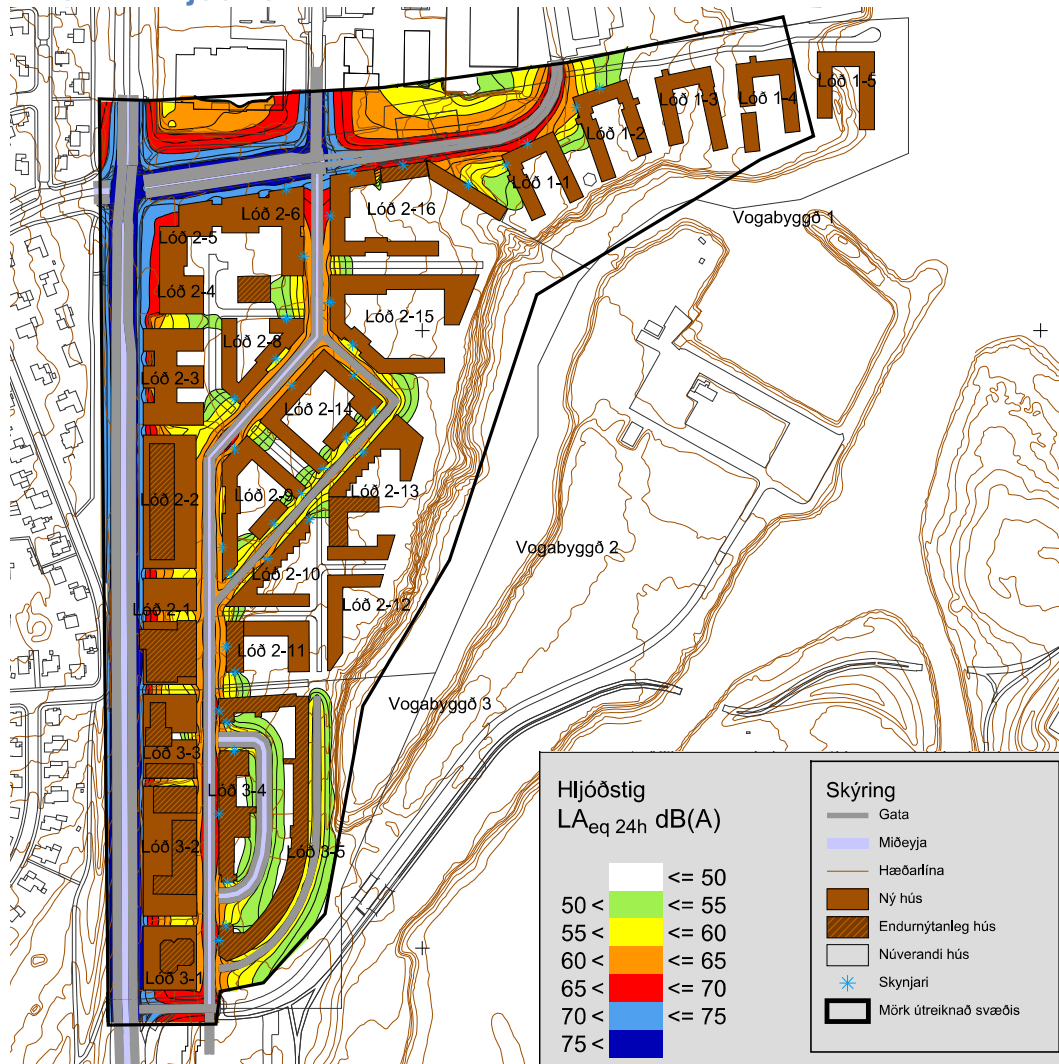 Lóð 1-5
Lóð 1-4
Lóð 1-3
Lóð 1-2
Lóð 1-1
Lóð 2-16
Lóð 2-6
Lóð 2-5
Vogabyggð 1
Lóð 2-4
Lóð 2-15
Lóð 2-8
Lóð 2-3
Lóð 2-14
Lóð 2-2
Lóð 2-9
Lóð 2-13
Vogabyggð 2
Lóð 2-10
Lóð 2-1
Lóð 2-12
Lóð 2-11
Vogabyggð 3
Lóð 3-3
Lóð 3-4
Lóð 3-2
Lóð 3-5
Lóð 3-1
Hljóðstig
LAeq 24h dB(A)
<= 50
50 < <= 55
55 < <= 60
60 < <= 65
65 < <= 70
70 < <= 75
75 <
Skýring
Gata
Miðeyja
Hæðarlína
Ný hús
Endurnýtanleg hús
Núverandi hús
Skynjari
Mörk útreiknað svæðis